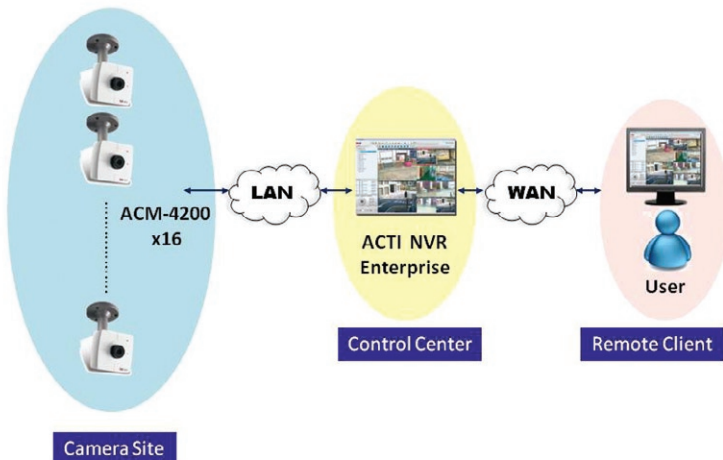 ACM-4200
x16
LAN
ACTI NVR
Enterprise
WAN
User
Control Center
Remote Client
Camera Site